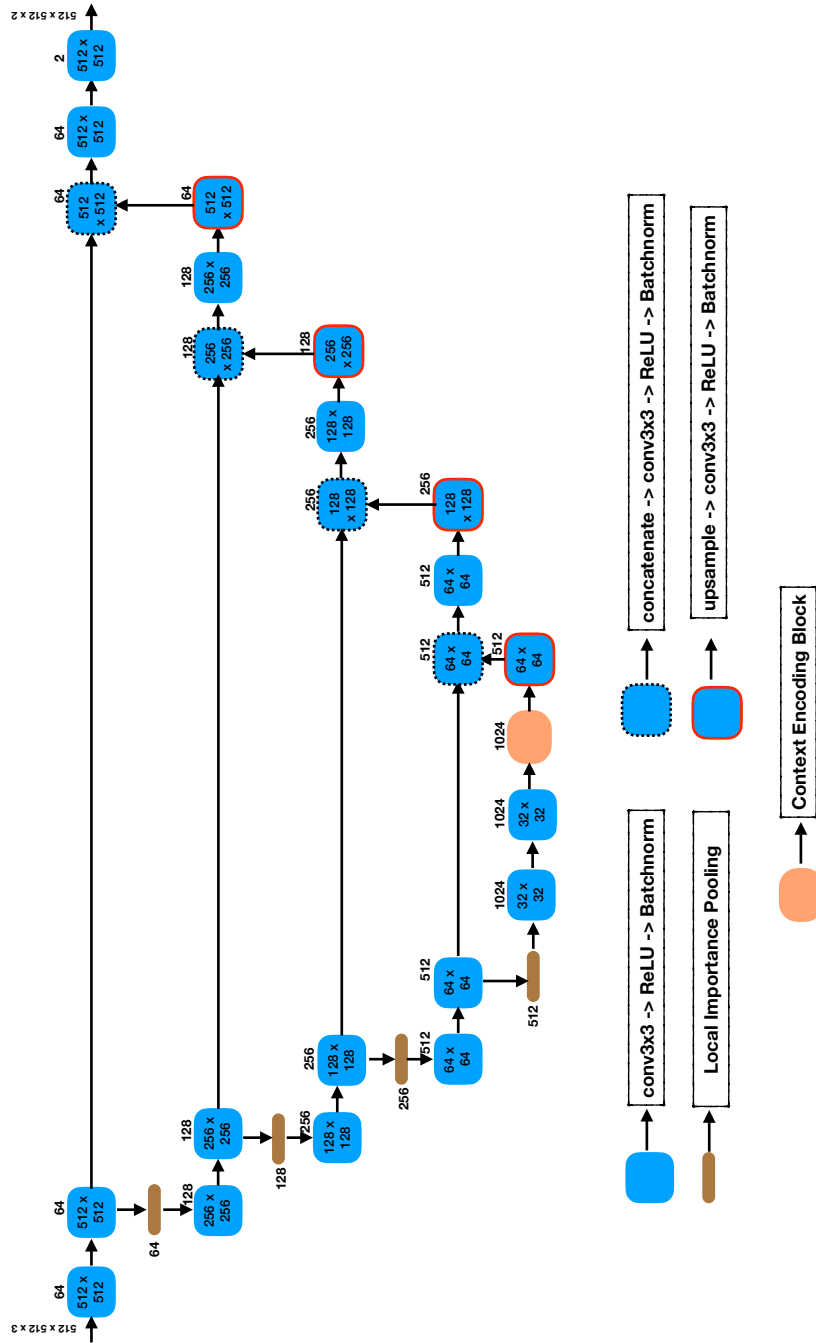 512 x 512 x 3
64
512 x
512
64
512 x
512
64
512
x 512
64
512 x
512
2
512 x
512
512 x 512 x 2
64
128
256 x
256
128
256 x
256
128
256
x 256
128
256 x
256
64
512
x 512
128
256
128 x
128
256
128 x
128
256
128
x 128
256
128 x
128
128
256
x 256
256
512
64 x
64
512
64 x
64
512
64 x
64
512
64 x
64
256
128
x 128
512
1024
32 x
32
1024
32 x
32
1024
512
64 x
64
conv3x3 -> ReLU -> Batchnorm
concatenate -> conv3x3 -> ReLU -> Batchnorm
Local Importance Pooling
upsample -> conv3x3 -> ReLU -> Batchnorm
Context Encoding Block